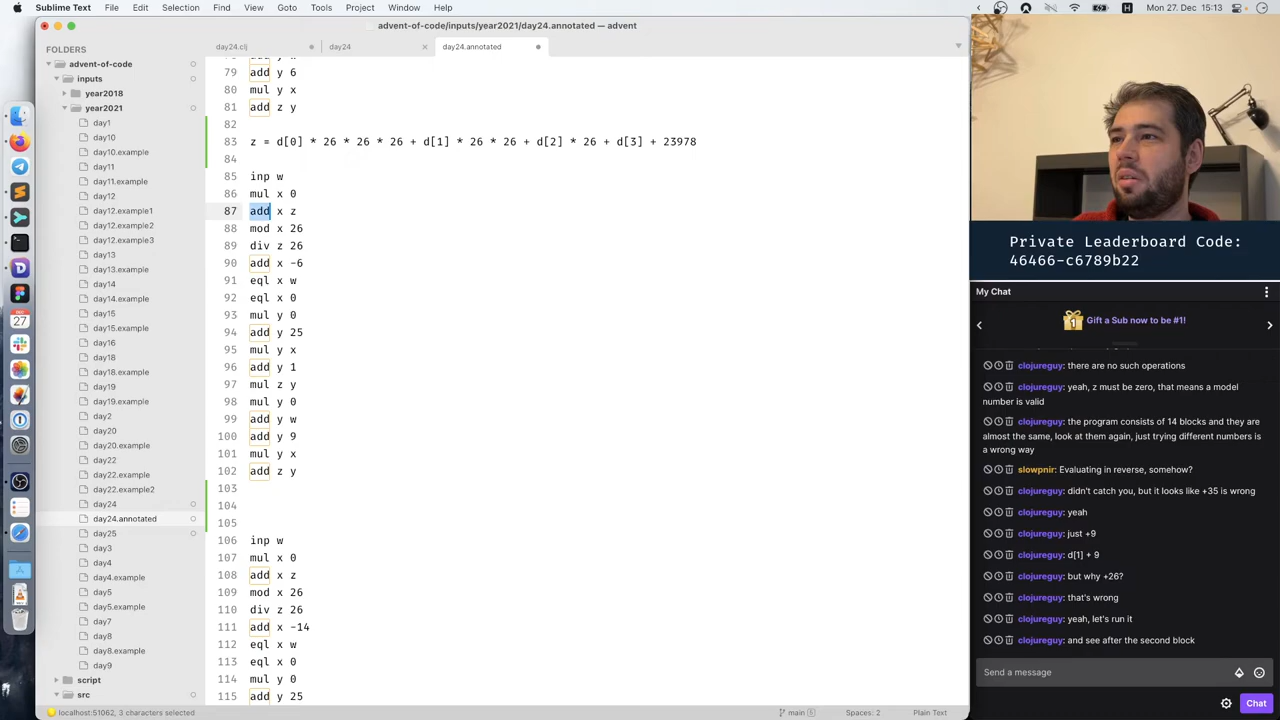 Sublime Text File Edit Selection Find View Goto Tools Project Window Help
Mon 27. Dec 15:13
advent-of-code/inputs/year2021/day24.annotated — advent
FOLDERS
advent-of-code
inputs
year2018
year2021
day1
day10
day10.example
day11
day11.example
day12
day12.example1
day12.example2
day12.example3
day13
day13.example
day14
day14.example
day15
day15.example
day16
day18
day18.example
day19
day19.example
day2
day20
day20.example
day22
day22.example
day22.example2
day24
day24.annotated
day25
day3
day4
day4.example
day5
day5.example
day7
day8
day8.example
day9
script
src
day24.clj
day24
day24.annotated
79 add y 6
80 mul y x
81 add z y
82
83 z = d[0] * 26 * 26 * 26 + d[1] * 26 * 26 + d[2] * 26 + d[3] + 23978
84
85 inp w
86 mul x 0
87 add x z
88 mod x 26
89 div z 26
90 add x -6
91 eql x w
92 eql x 0
93 mul y 0
94 add y 25
95 mul y x
96 add y 1
97 mul z y
98 mul y 0
99 add y w
100 add y 9
101 mul y x
102 add z y
103
104
105
106 inp w
107 mul x 0
108 add x z
109 mod x 26
110 div z 26
111 add x -14
112 eql x w
113 eql x 0
114 mul y 0
115 add y 25
localhost:51062, 3 characters selected
main 5
Spaces: 2
Plain Text
Private Leaderboard Code:
46466-c6789b22
My Chat
Gift a Sub now to be #1!
clojureguy: there are no such operations
clojureguy: yeah, z must be zero, that means a model
number is valid
clojureguy: the program consists of 14 blocks and they are
almost the same, look at them again, just trying different numbers is
a wrong way
slowpnir: Evaluating in reverse, somehow?
clojureguy: didn't catch you, but it looks like +35 is wrong
clojureguy: yeah
clojureguy: just +9
clojureguy: d[1] + 9
clojureguy: but why +26?
clojureguy: that's wrong
clojureguy: yeah, let's run it
clojureguy: and see after the second block
Send a message
Chat